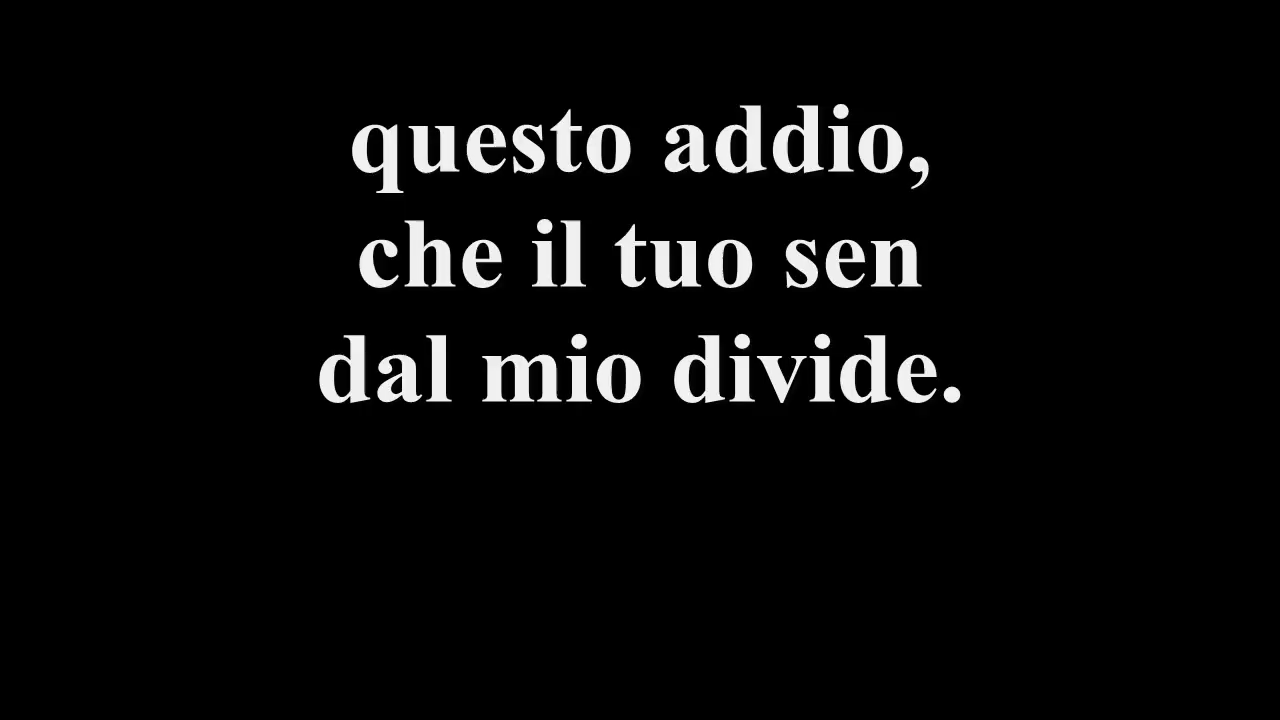 questo addio,
che il tuo sen
dal mio divide.